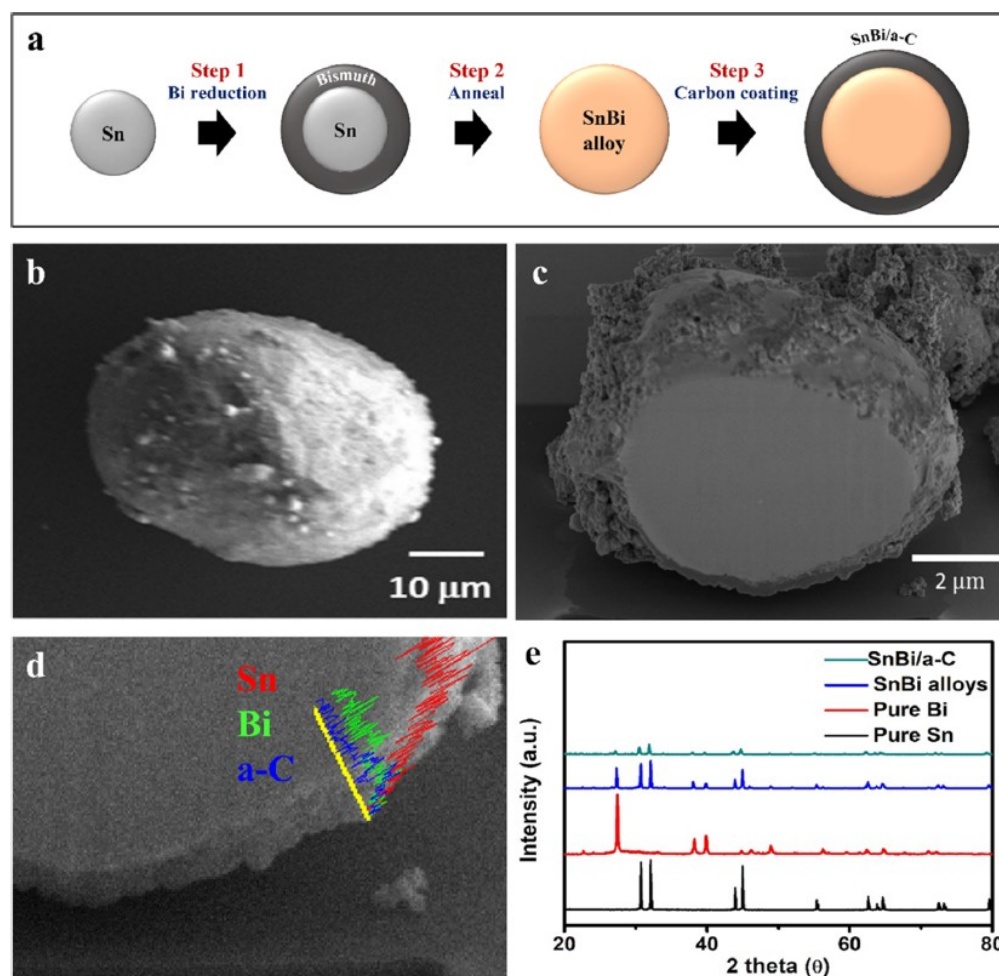 a
Step 1
Bi reduction
Step 2
Anneal
Step 3
Carbon coating
SnBi/a-C
Sn
Bismuth
Sn
SnBi
alloy
b
10 μm
c
2 μm
d
Sn
Bi
a-C
e
SnBi/a-C
SnBi alloys
Pure Bi
Pure Sn
Intensity (a.u.)
20
40
60
80
2 theta (θ)